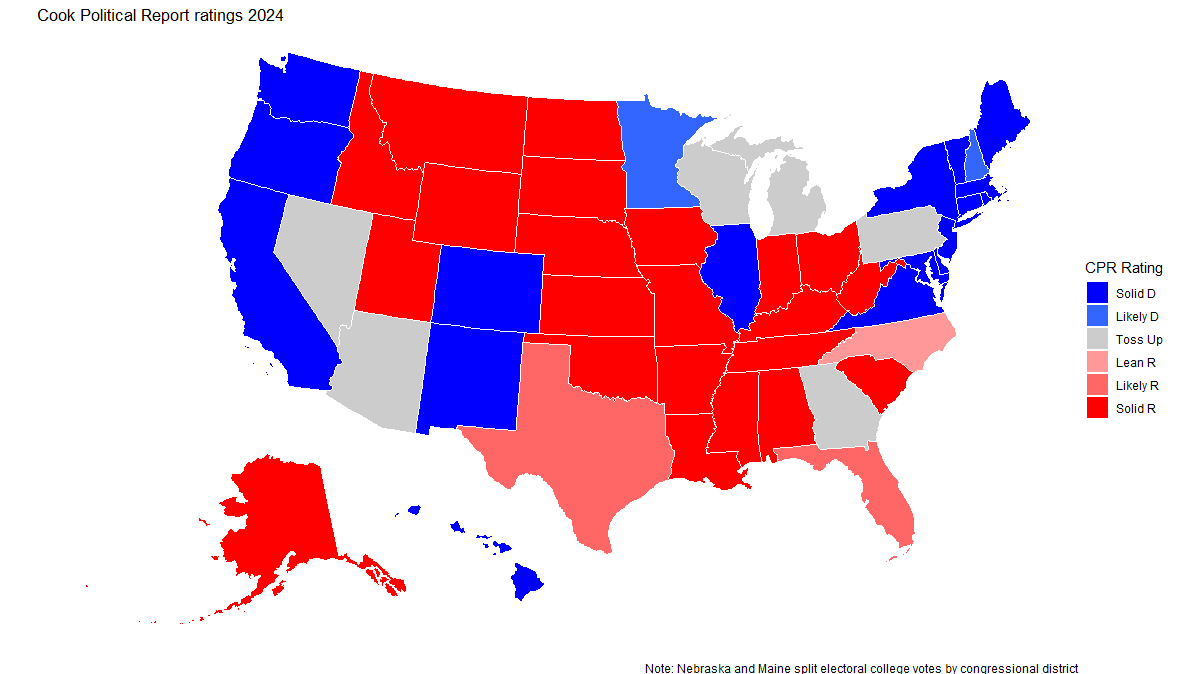 Cook Political Report ratings 2024
CPR Rating
Solid D
Likely D
Toss Up
Lean R
Likely R
Solid R
Note: Nebraska and Maine split electoral college votes by congressional district